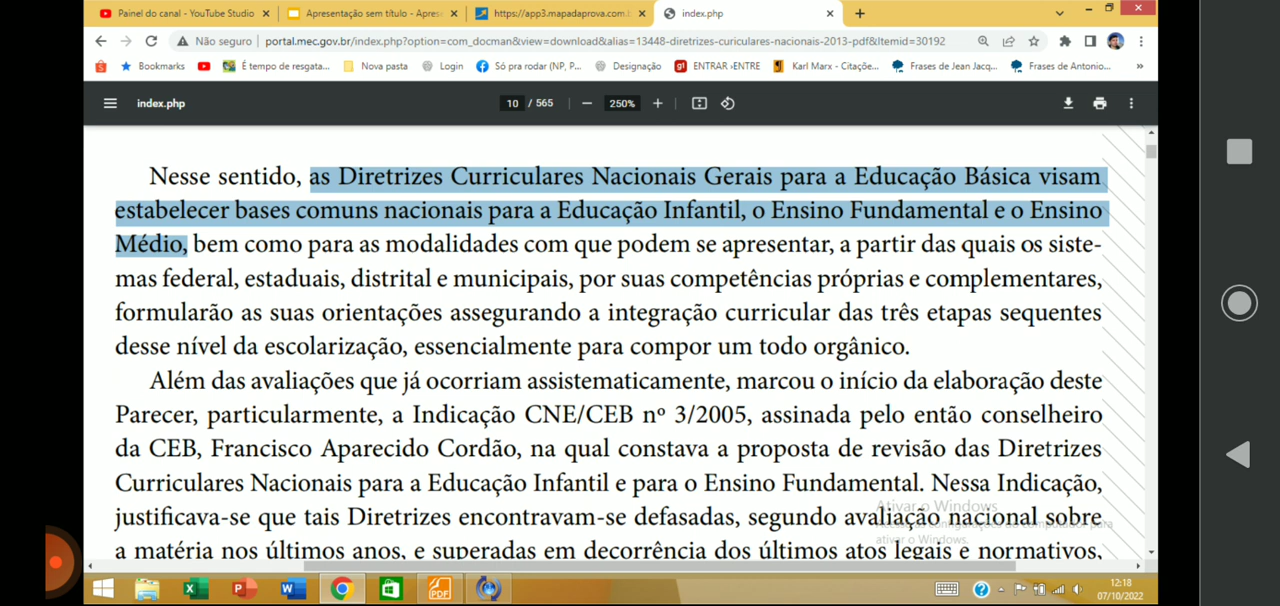 Painel do canal - YouTube Studio
Apresentação sem título - Aprese
https://app3.mapadaprova.com.b
index.php
Não seguro
portal.mec.gov.br/index.php?option=com_docman&view=download&alias=13448-diretrizes-curiculares-nacionais-2013-pdf&Itemid=30192
Bookmarks
É tempo de resgata...
Nova pasta
Login
Só pra rodar (NP, P...
Designação
g1
ENTRAR ›ENTRE
Karl Marx - Citaçõe...
Frases de Jean Jacq...
Frases de Antonio...
»
index.php
10 / 565
250%
Nesse sentido, as Diretrizes Curriculares Nacionais Gerais para a Educação Básica visam
estabelecer bases comuns nacionais para a Educação Infantil, o Ensino Fundamental e o Ensino
Médio, bem como para as modalidades com que podem se apresentar, a partir das quais os siste-
mas federal, estaduais, distrital e municipais, por suas competências próprias e complementares,
formularão as suas orientações assegurando a integração curricular das três etapas sequentes
desse nível da escolarização, essencialmente para compor um todo orgânico.
Além das avaliações que já ocorriam assistematicamente, marcou o início da elaboração deste
Parecer, particularmente, a Indicação CNE/CEB nº 3/2005, assinada pelo então conselheiro
da CEB, Francisco Aparecido Cordão, na qual constava a proposta de revisão das Diretrizes
Curriculares Nacionais para a Educação Infantil e para o Ensino Fundamental. Nessa Indicação,
justificava-se que tais Diretrizes encontravam-se defasadas, segundo avaliação nacional sobre
a matéria nos últimos anos, e superadas em decorrência dos últimos atos legais e normativos,
Ativar o Windows
configurações do computador para
ativar o Windows.
PDF
12:18
07/10/2022